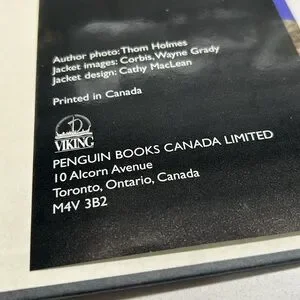 Author photo: Thom Holmes
Jacket images: Corbis, Wayne Grady
Jacket design: Cathy MacLean
Printed in Canada
VIKING
PENGUIN BOOKS CANADA LIMITED
10 Alcorn Avenue
Toronto, Ontario, Canada
M4V 3B2